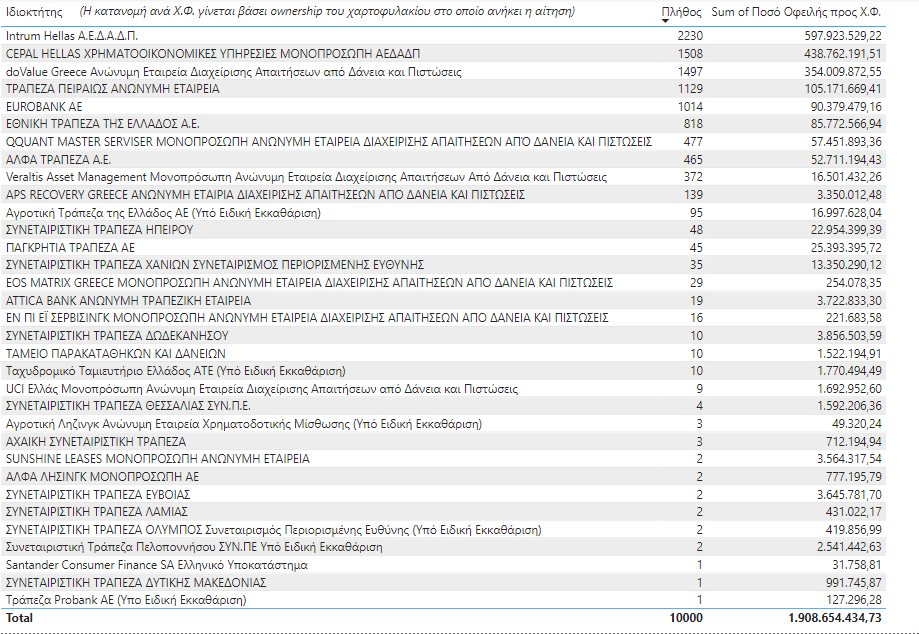 Ιδιοκτήτης (Η κατανομή ανά Χ.Φ. γίνεται βάσει ownership του χαρτοφυλακίου στο οποίο ανήκει η αίτηση) Πλήθος Sum of Ποσό Οφειλής προς Χ.Φ.
Intrum Hellas Α.Ε.Δ.Α.Δ.Π. 2230 597.923.529,22
CEPAL HELLAS ΧΡΗΜΑΤΟΟΙΚΟΝΟΜΙΚΕΣ ΥΠΗΡΕΣΙΕΣ ΜΟΝΟΠΡΟΣΩΠΗ ΑΕΔΑΔΠ 1508 438.762.191,51
doValue Greece Ανώνυμη Εταιρεία Διαχείρισης Απαιτήσεων από Δάνεια και Πιστώσεις 1497 354.009.872,55
ΤΡΑΠΕΖΑ ΠΕΙΡΑΙΩΣ ΑΝΩΝΥΜΗ ΕΤΑΙΡΕΙΑ 1129 105.171.669,41
EUROBANK AE 1014 90.379.479,16
ΕΘΝΙΚΗ ΤΡΑΠΕΖΑ ΤΗΣ ΕΛΛΑΔΟΣ Α.Ε. 818 85.772.566,94
QQUANT MASTER SERVISER ΜΟΝΟΠΡΟΣΩΠΗ ΑΝΩΝΥΜΗ ΕΤΑΙΡΕΙΑ ΔΙΑΧΕΙΡΙΣΗΣ ΑΠΑΙΤΗΣΕΩΝ ΑΠΌ ΔΑΝΕΙΑ ΚΑΙ ΠΙΣΤΩΣΕΙΣ 477 57.451.893,36
ΑΛΦΑ ΤΡΑΠΕΖΑ Α.Ε. 465 52.711.194,43
Veraltis Asset Management Μονοπρόσωπη Ανώνυμη Εταιρεία Διαχείρισης Απαιτήσεων Από Δάνεια και Πιστώσεις 372 16.501.432,26
APS RECOVERY GREECE ΑΝΩΝΥΜΗ ΕΤΑΙΡΙΑ ΔΙΑΧΕΙΡΙΣΗΣ ΑΠΑΙΤΗΣΕΩΝ ΑΠΟ ΔΑΝΕΙΑ ΚΑΙ ΠΙΣΤΩΣΕΙΣ 139 3.350.012,48
Αγροτική Τράπεζα της Ελλάδος ΑΕ (Υπό Ειδική Εκκαθάριση) 95 16.997.628,04
ΣΥΝΕΤΑΙΡΙΣΤΙΚΗ ΤΡΑΠΕΖΑ ΗΠΕΙΡΟΥ 48 22.954.399,39
ΠΑΓΚΡΗΤΙΑ ΤΡΑΠΕΖΑ ΑΕ 45 25.393.395,72
ΣΥΝΕΤΑΙΡΙΣΤΙΚΗ ΤΡΑΠΕΖΑ ΧΑΝΙΩΝ ΣΥΝΕΤΑΙΡΙΣΜΟΣ ΠΕΡΙΟΡΙΣΜΕΝΗΣ ΕΥΘΥΝΗΣ 35 13.350.290,12
EOS MATRIX GREECE ΜΟΝΟΠΡΟΣΩΠΗ ΑΝΩΝΥΜΗ ΕΤΑΙΡΕΙΑ ΔΙΑΧΕΙΡΙΣΗΣ ΑΠΑΙΤΗΣΕΩΝ ΑΠΟ ΔΑΝΕΙΑ ΚΑΙ ΠΙΣΤΩΣΕΙΣ 29 254.078,35
ATTICA BANK ΑΝΩΝΥΜΗ ΤΡΑΠΕΖΙΚΗ ΕΤΑΙΡΕΙΑ 19 3.722.833,30
ΕΝ ΠΙ ΕΪ ΣΕΡΒΙΣΙΝΓΚ ΜΟΝΟΠΡΟΣΩΠΗ ΑΝΩΝΥΜΗ ΕΤΑΙΡΕΙΑ ΔΙΑΧΕΙΡΙΣΗΣ ΑΠΑΙΤΗΣΕΩΝ ΑΠΟ ΔΑΝΕΙΑ ΚΑΙ ΠΙΣΤΩΣΕΙΣ 16 221.683,58
ΣΥΝΕΤΑΙΡΙΣΤΙΚΗ ΤΡΑΠΕΖΑ ΔΩΔΕΚΑΝΗΣΟΥ 10 3.856.503,59
ΤΑΜΕΙΟ ΠΑΡΑΚΑΤΑΘΗΚΩΝ ΚΑΙ ΔΑΝΕΙΩΝ 10 1.522.194,91
Ταχυδρομικό Ταμιευτήριο Ελλάδος ΑΤΕ (Υπό Ειδική Εκκαθάριση) 10 1.770.494,49
UCI Ελλάς Μονοπρόσωπη Ανώνυμη Εταιρεία Διαχείρισης Απαιτήσεων από Δάνεια και Πιστώσεις 9 1.692.952,60
ΣΥΝΕΤΑΙΡΙΣΤΙΚΗ ΤΡΑΠΕΖΑ ΘΕΣΣΑΛΙΑΣ ΣΥΝ.Π.Ε. 4 1.592.206,36
Αγροτική Ληζινγκ Ανώνυμη Εταιρεία Χρηματοδοτικής Μίσθωσης (Υπό Ειδική Εκκαθάριση) 3 49.320,24
ΑΧΑΙΚΗ ΣΥΝΕΤΑΙΡΙΣΤΙΚΗ ΤΡΑΠΕΖΑ 3 712.194,94
SUNSHINE LEASES ΜΟΝΟΠΡΟΣΩΠΗ ΑΝΩΝΥΜΗ ΕΤΑΙΡΕΙΑ 2 3.564.317,54
ΑΛΦΑ ΛΗΣΙΝΓΚ ΜΟΝΟΠΡΟΣΩΠΗ ΑΕ 2 777.195,79
ΣΥΝΕΤΑΙΡΙΣΤΙΚΗ ΤΡΑΠΕΖΑ ΕΥΒΟΙΑΣ 2 3.645.781,70
ΣΥΝΕΤΑΙΡΙΣΤΙΚΗ ΤΡΑΠΕΖΑ ΛΑΜΙΑΣ 2 431.022,17
ΣΥΝΕΤΑΙΡΙΣΤΙΚΗ ΤΡΑΠΕΖΑ ΟΛΥΜΠΟΣ Συνεταιρισμός Περιορισμένης Ευθύνης (Υπό Ειδική Εκκαθάριση) 2 419.856,99
Συνεταιριστική Τράπεζα Πελοποννήσου ΣΥΝ.ΠΕ Υπό Ειδική Εκκαθάριση 2 2.541.442,63
Santander Consumer Finance SA Ελληνικό Υποκατάστημα 1 31.758,81
ΣΥΝΕΤΑΙΡΙΣΤΙΚΗ ΤΡΑΠΕΖΑ ΔΥΤΙΚΗΣ ΜΑΚΕΔΟΝΙΑΣ 1 991.745,87
Τράπεζα Probank ΑΕ (Υπο Ειδική Εκκαθάριση) 1 127.296,28
Total 10000 1.908.654.434,73